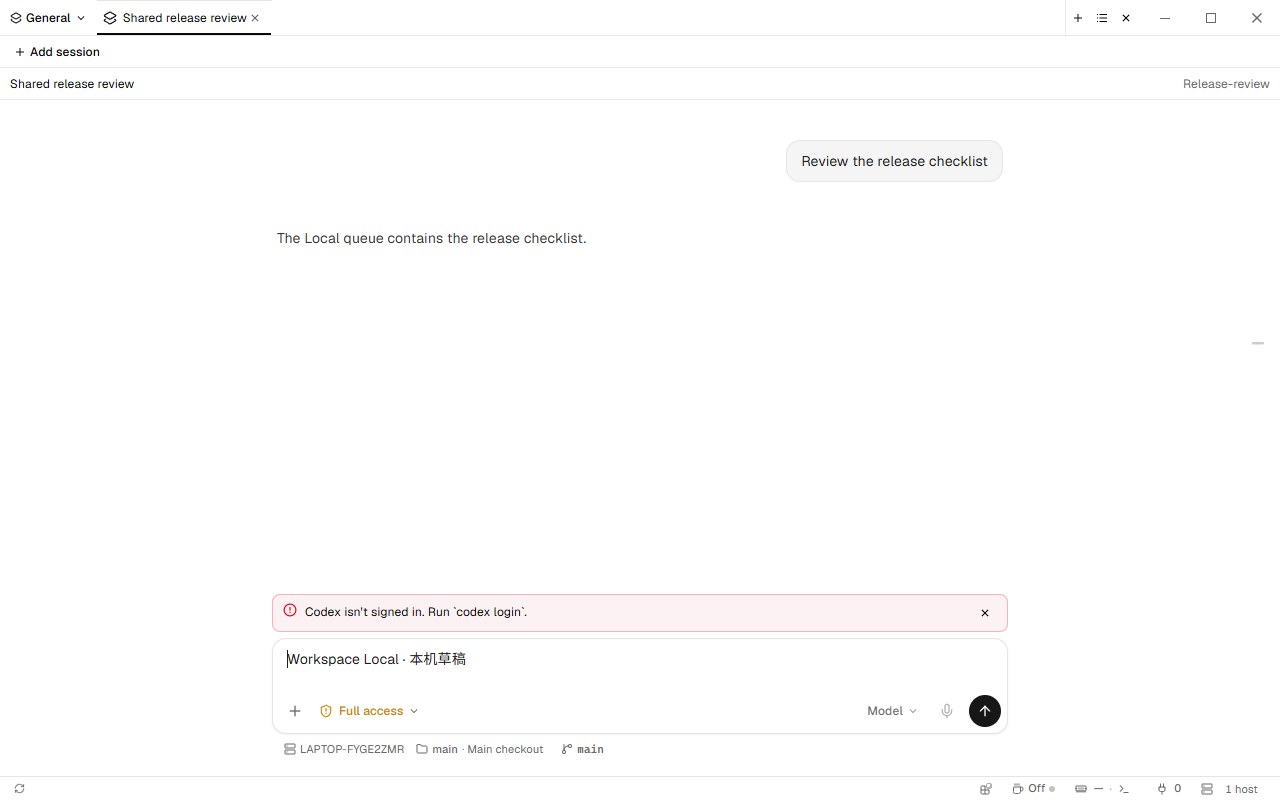 General
Shared release review
Add session
Shared release review
Release-review
Review the release checklist
The Local queue contains the release checklist.
Codex isn't signed in. Run `codex login`.
Workspace Local · 本机草稿
Full access
Model
LAPTOP-FYGE2ZMR
main · Main checkout
main
Off
— ·
0
1 host